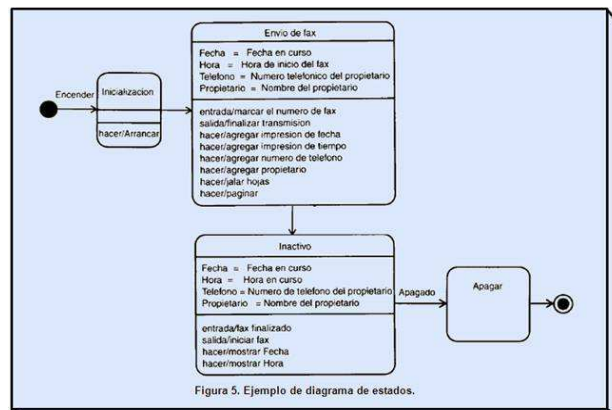 Encender
Inicializacion
hacer/Arrancar
Envio de fax
Fecha = Fecha en curso
Hora = Hora de inicio del fax
Telefono = Numero telefonico del propietario
Propietario = Nombre del propietario
entrada/marcar el numero de fax
salida/finalizar transmision
hacer/agregar impresion de fecha
hacer/agregar impresion de tiempo
hacer/agregar numero de telefono
hacer/agregar propietario
hacer/jalar hojas
hacer/paginar
Inactivo
Fecha = Fecha en curso
Hora = Hora en curso
Telefono = Numero de telefono del propietario
Propietario = Nombre del propietario
entrada/fax finalizado
salida/iniciar fax
hacer/mostrar Fecha
hacer/mostrar Hora
Apagado
Apagar
Figura 5. Ejemplo de diagrama de estados.